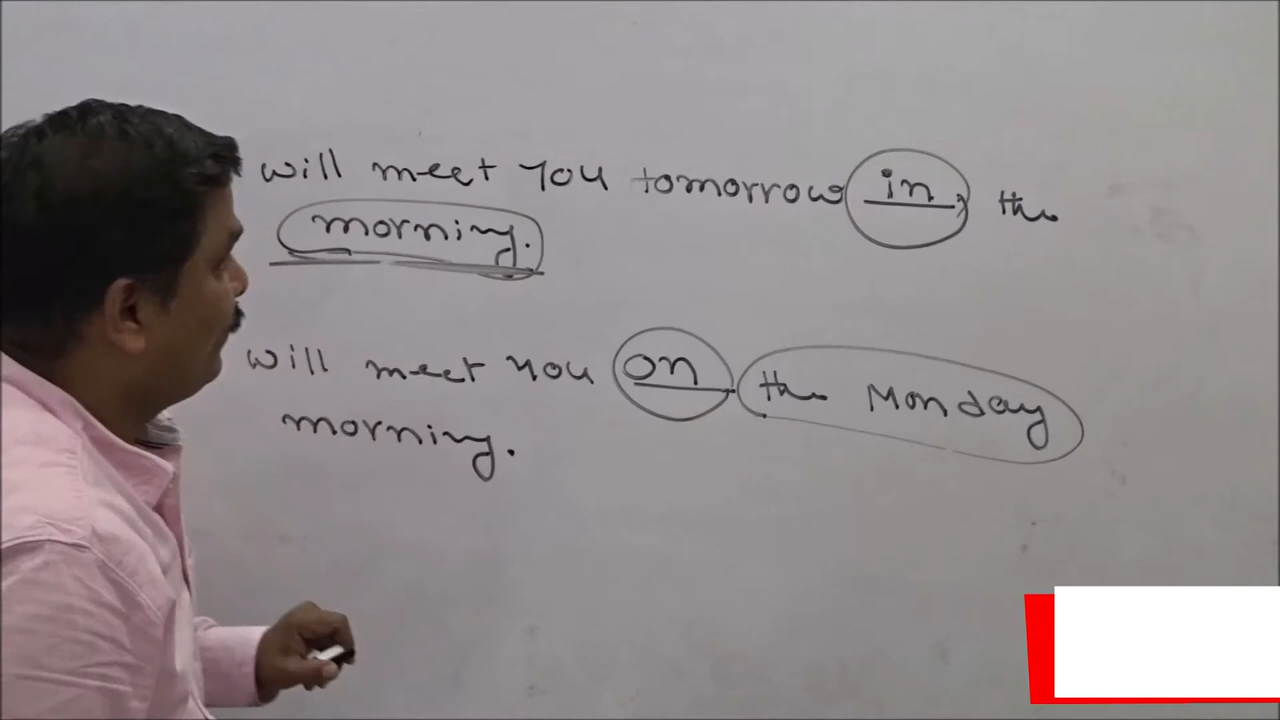 will meet you tomorrow in the
morning.
will meet you on the Monday
morning.